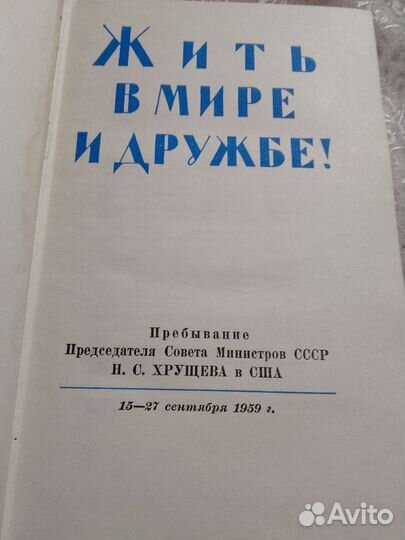 Жить
в мире
и дружбе!
Пребывание
Председателя Совета Министров СССР
Н. С. ХРУЩЕВА в США
15—27 сентября 1959 г.
Avito